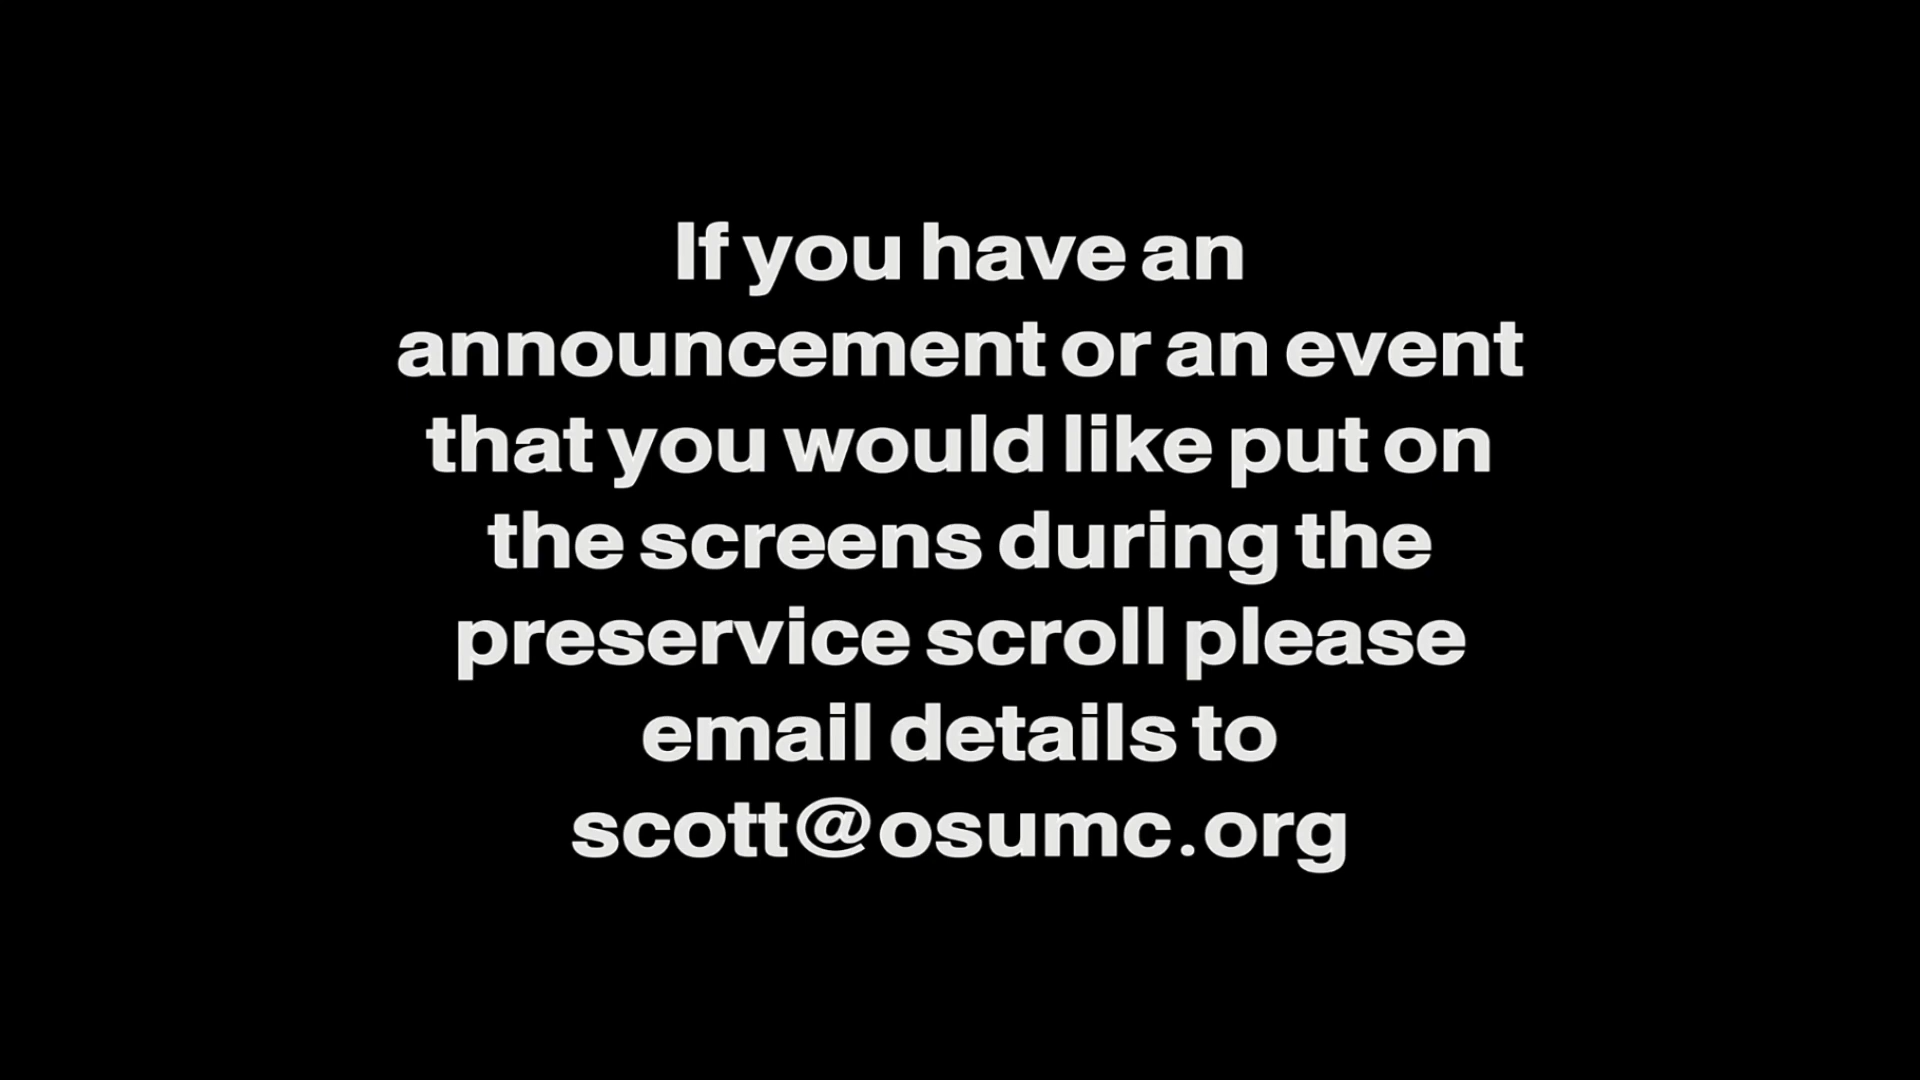 If you have an
announcement or an event
that you would like put on
the screens during the
preservice scroll please
email details to
scott@osumc.org